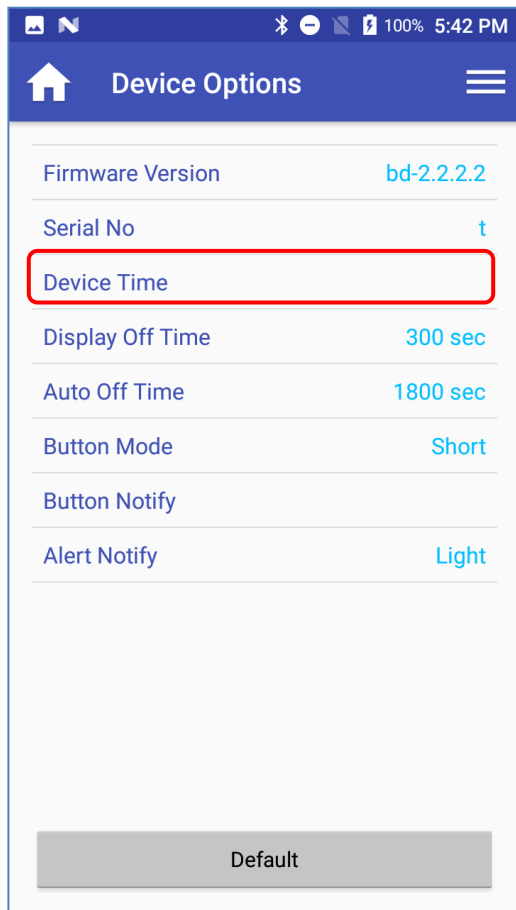 100% 5:42 PM
Device Options
Firmware Version bd-2.2.2.2
Serial No t
Device Time
Display Off Time 300 sec
Auto Off Time 1800 sec
Button Mode Short
Button Notify
Alert Notify Light
Default